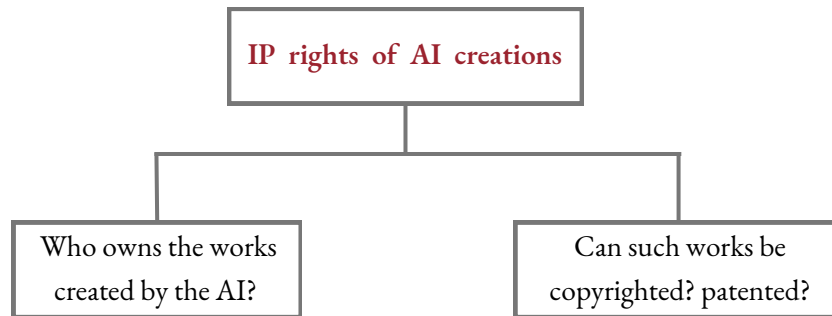 IP rights of AI creations
Who owns the works
created by the AI?
Can such works be
copyrighted? patented?